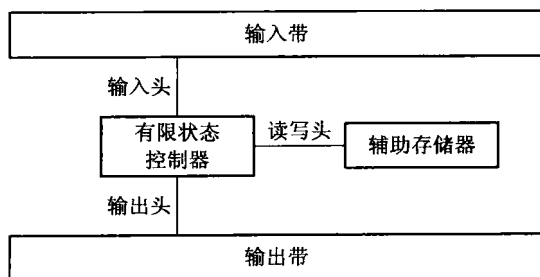 输入带
输入头
有限状态
控制器
读写头
辅助存储器
输出头
输出带